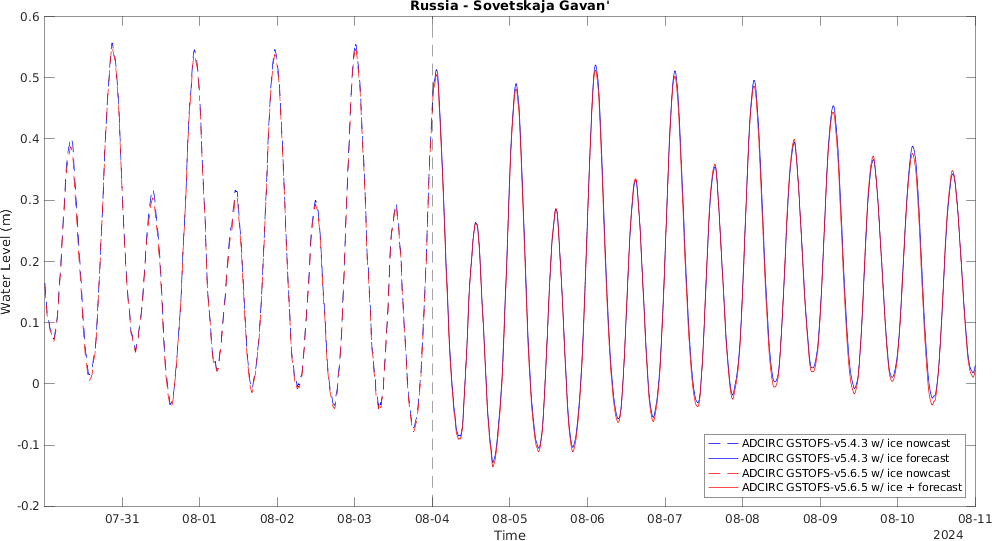 Russia - Sovetskaja Gavan'
0.6
0.5
0.4
0.3
0.2
0.1
0
-0.1
-0.2
Water Level (m)
ADCIRC GSTOFS-v5.4.3 w/ ice nowcast
ADCIRC GSTOFS-v5.4.3 w/ ice forecast
ADCIRC GSTOFS-v5.6.5 w/ ice nowcast
ADCIRC GSTOFS-v5.6.5 w/ ice + forecast
07-31 08-01 08-02 08-03 08-04 08-05 08-06 08-07 08-08 08-09 08-10 08-11
Time
2024